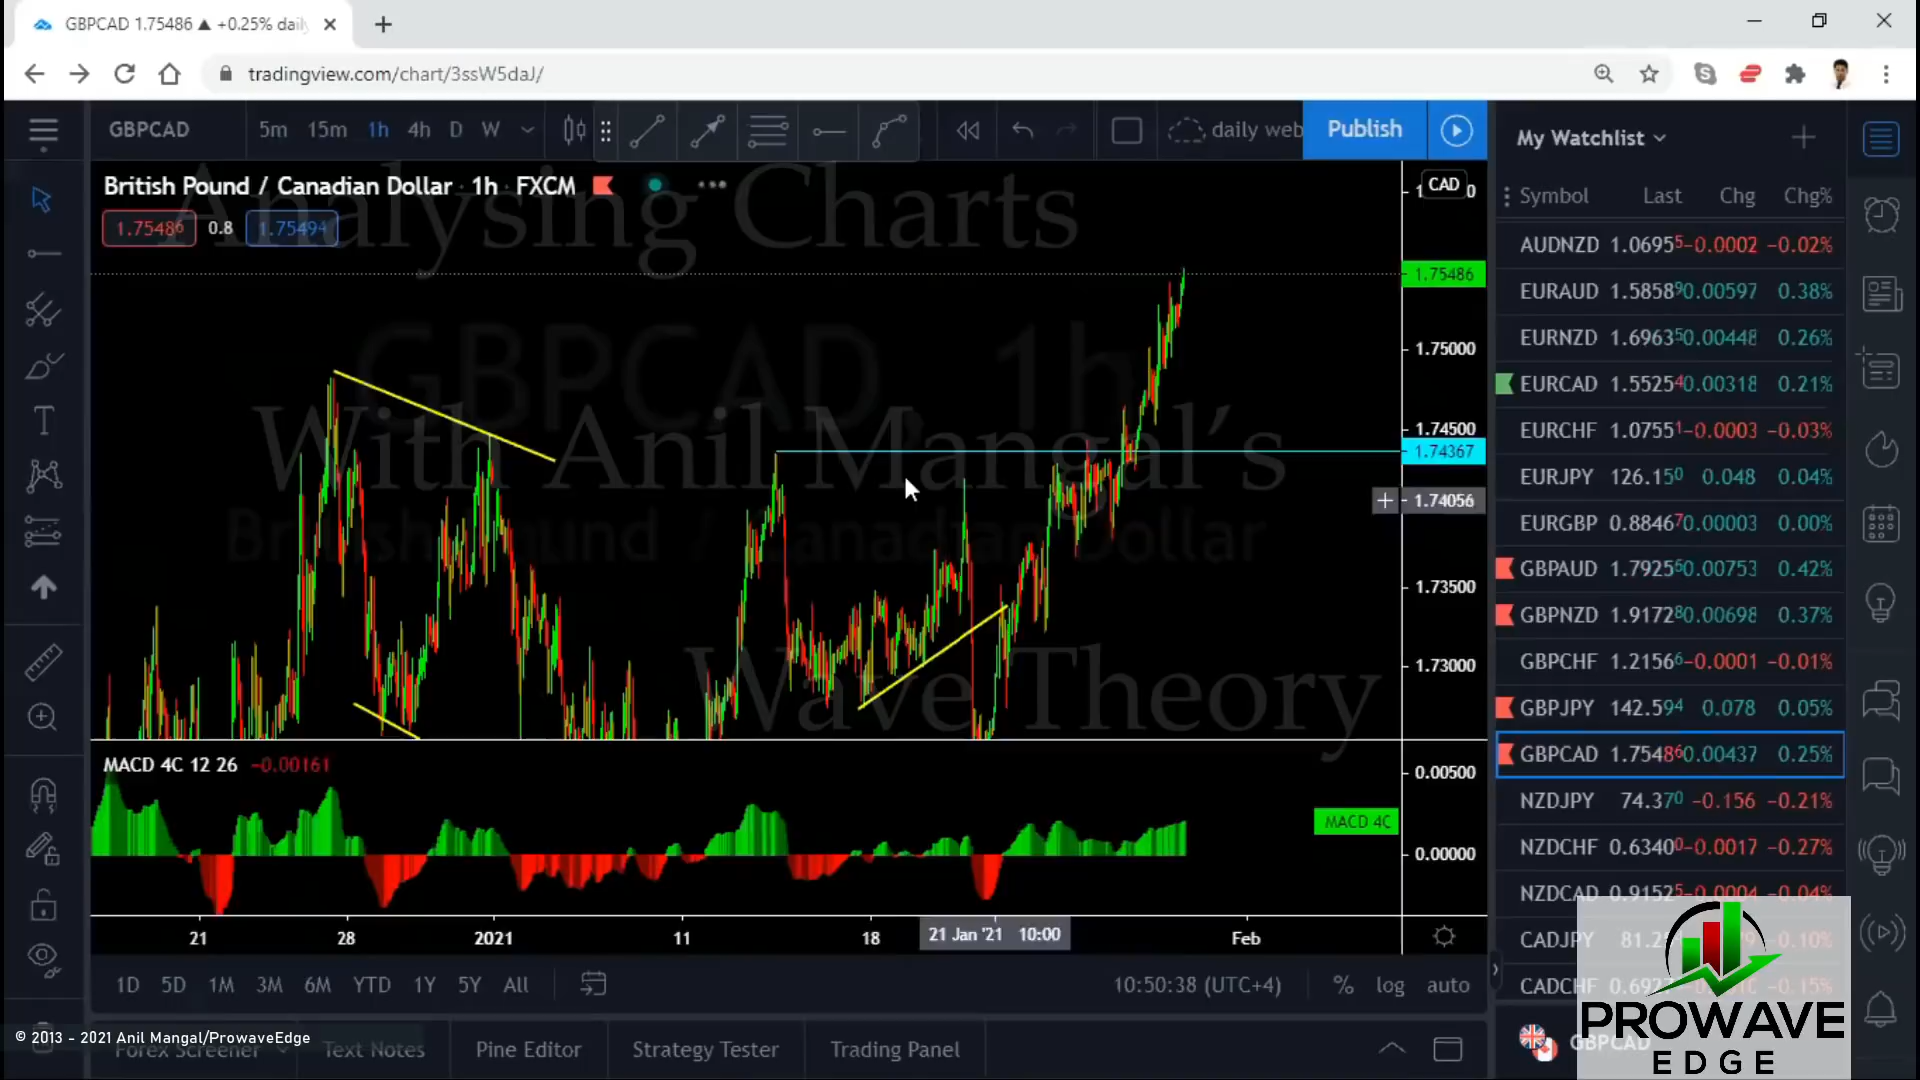 GBPCAD 1.75486 ▲ +0.25% daily
tradingview.com/chart/3ssW5daJ/
GBPCAD 5m 15m 1h 4h D W daily web Publish
British Pound / Canadian Dollar · 1h · FXCM
1.75486 0.8 1.75494
Analysing Charts
GBPCAD, 1h
With Anil Mangal's
British Pound / Canadian Dollar
Wave Theory
CAD
1.75486
1.75000
1.74500
1.74367
1.74056
1.73500
1.73000
MACD 4C 12 26 −0.00161
0.00500
MACD 4C
0.00000
21 28 2021 11 18 21 Jan '21 10:00 Feb
1D 5D 1M 3M 6M YTD 1Y 5Y All 10:50:38 (UTC+4) % log auto
© 2013 - 2021 Anil Mangal/ProwaveEdge
Forex Screener Text Notes Pine Editor Strategy Tester Trading Panel
My Watchlist
Symbol Last Chg Chg%
AUDNZD 1.06955 -0.0002 −0.02%
EURAUD 1.58589 0.00597 0.38%
EURNZD 1.69635 0.00448 0.26%
EURCAD 1.55254 0.00318 0.21%
EURCHF 1.07551 -0.0003 −0.03%
EURJPY 126.150 0.048 0.04%
EURGBP 0.88467 0.00003 0.00%
GBPAUD 1.79255 0.00753 0.42%
GBPNZD 1.91728 0.00698 0.37%
GBPCHF 1.21566 -0.0001 −0.01%
GBPJPY 142.594 0.078 0.05%
GBPCAD 1.75486 0.00437 0.25%
NZDJPY 74.370 −0.156 −0.21%
NZDCHF 0.63400 -0.0017 −0.27%
NZDCAD 0.91525 -0.0004 −0.04%
CADJPY
CADCHF
GBPCAD
PROWAVE
EDGE